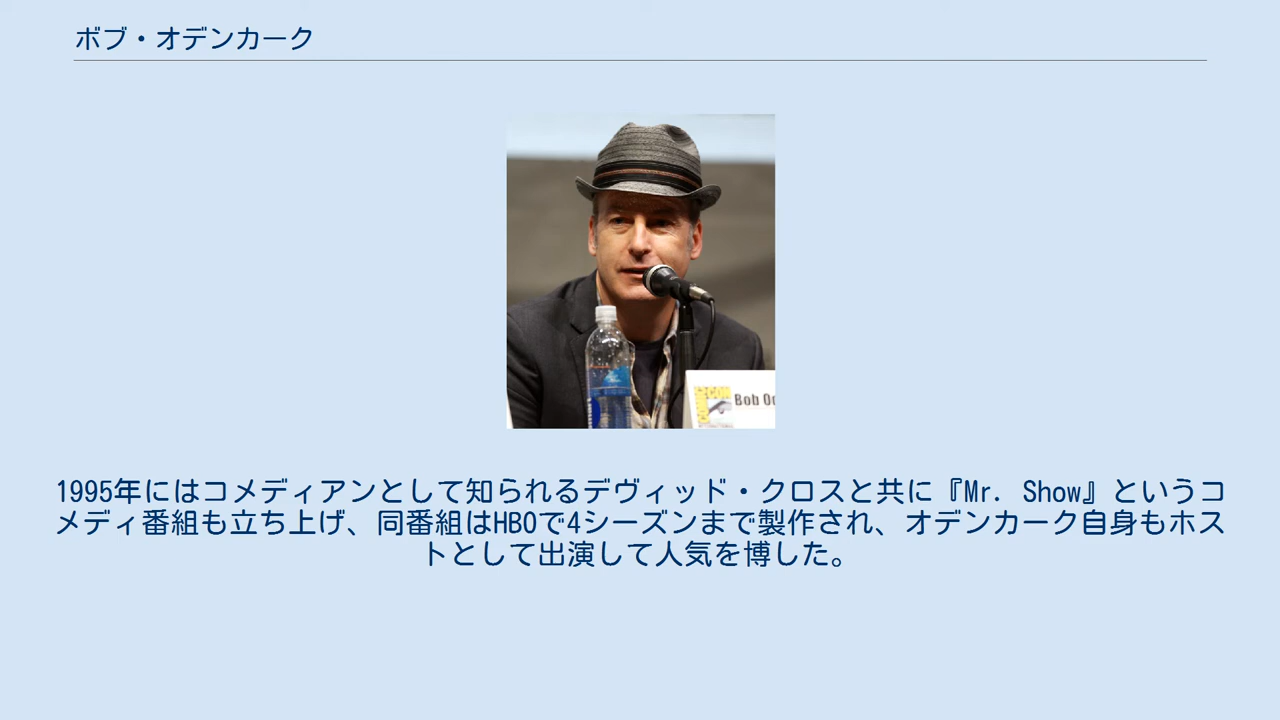 ボブ・オデンカーク
COMIC CON
Bob
1995年にはコメディアンとして知られるデヴィッド・クロスと共に『Mr. Show』というコ
メディ番組も立ち上げ、同番組はHBOで4シーズンまで製作され、オデンカーク自身もホス
トとして出演して人気を博した。